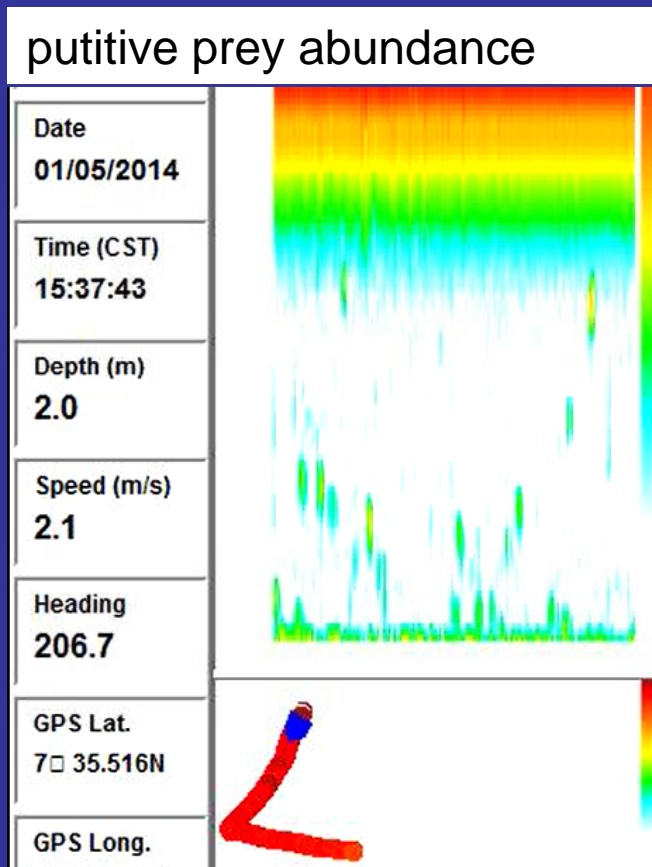 putitive prey abundance
Date
01/05/2014
Time (CST)
15:37:43
Depth (m)
2.0
Speed (m/s)
2.1
Heading
206.7
GPS Lat.
7□ 35.516N
GPS Long.